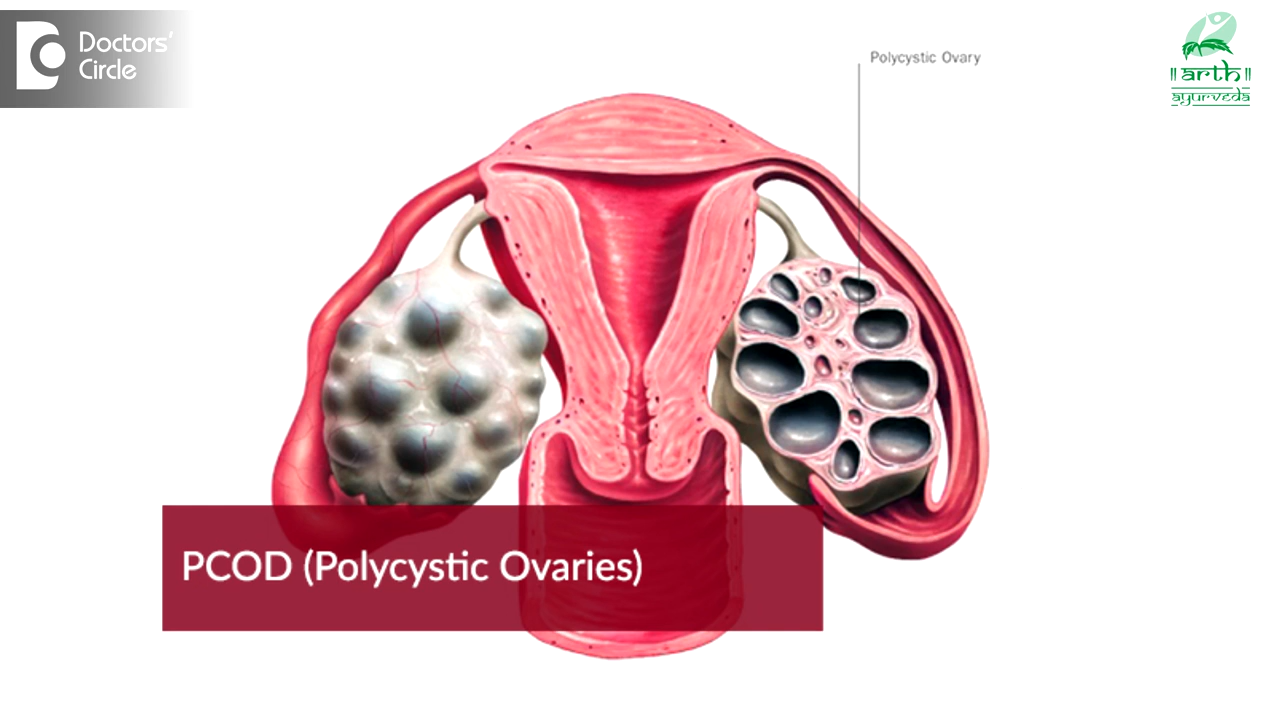 Doctors'
Circle
Polycystic Ovary
॥ arth ॥
ayurveda
PCOD (Polycystic Ovaries)